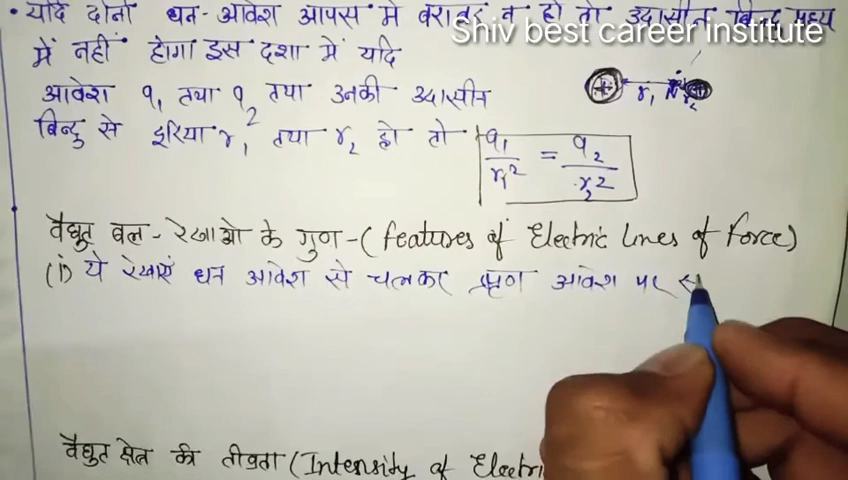 • यदि दोनों धन-आवेश आपस मे बराबर न हो तो उदासीन बिन्दु मध्य
Shiv best career institute
में नहीं होगा इस दशा में यदि
आवेश q₁ तथा q₂ तथा उनकी उदासीन
बिन्दु से दुरिया r₁ तथा r₂ हो तो q₁/r₁² = q₂/r₂²
+ r₁ N r₂ +
वैद्युत बल-रेखाओ के गुण-(features of Electric lines of force)
(i) ये रेखाएं धन आवेश से चलकर ऋण आवेश पर स
वैद्युत क्षेत्र की तीव्रता (Intensity of Electri